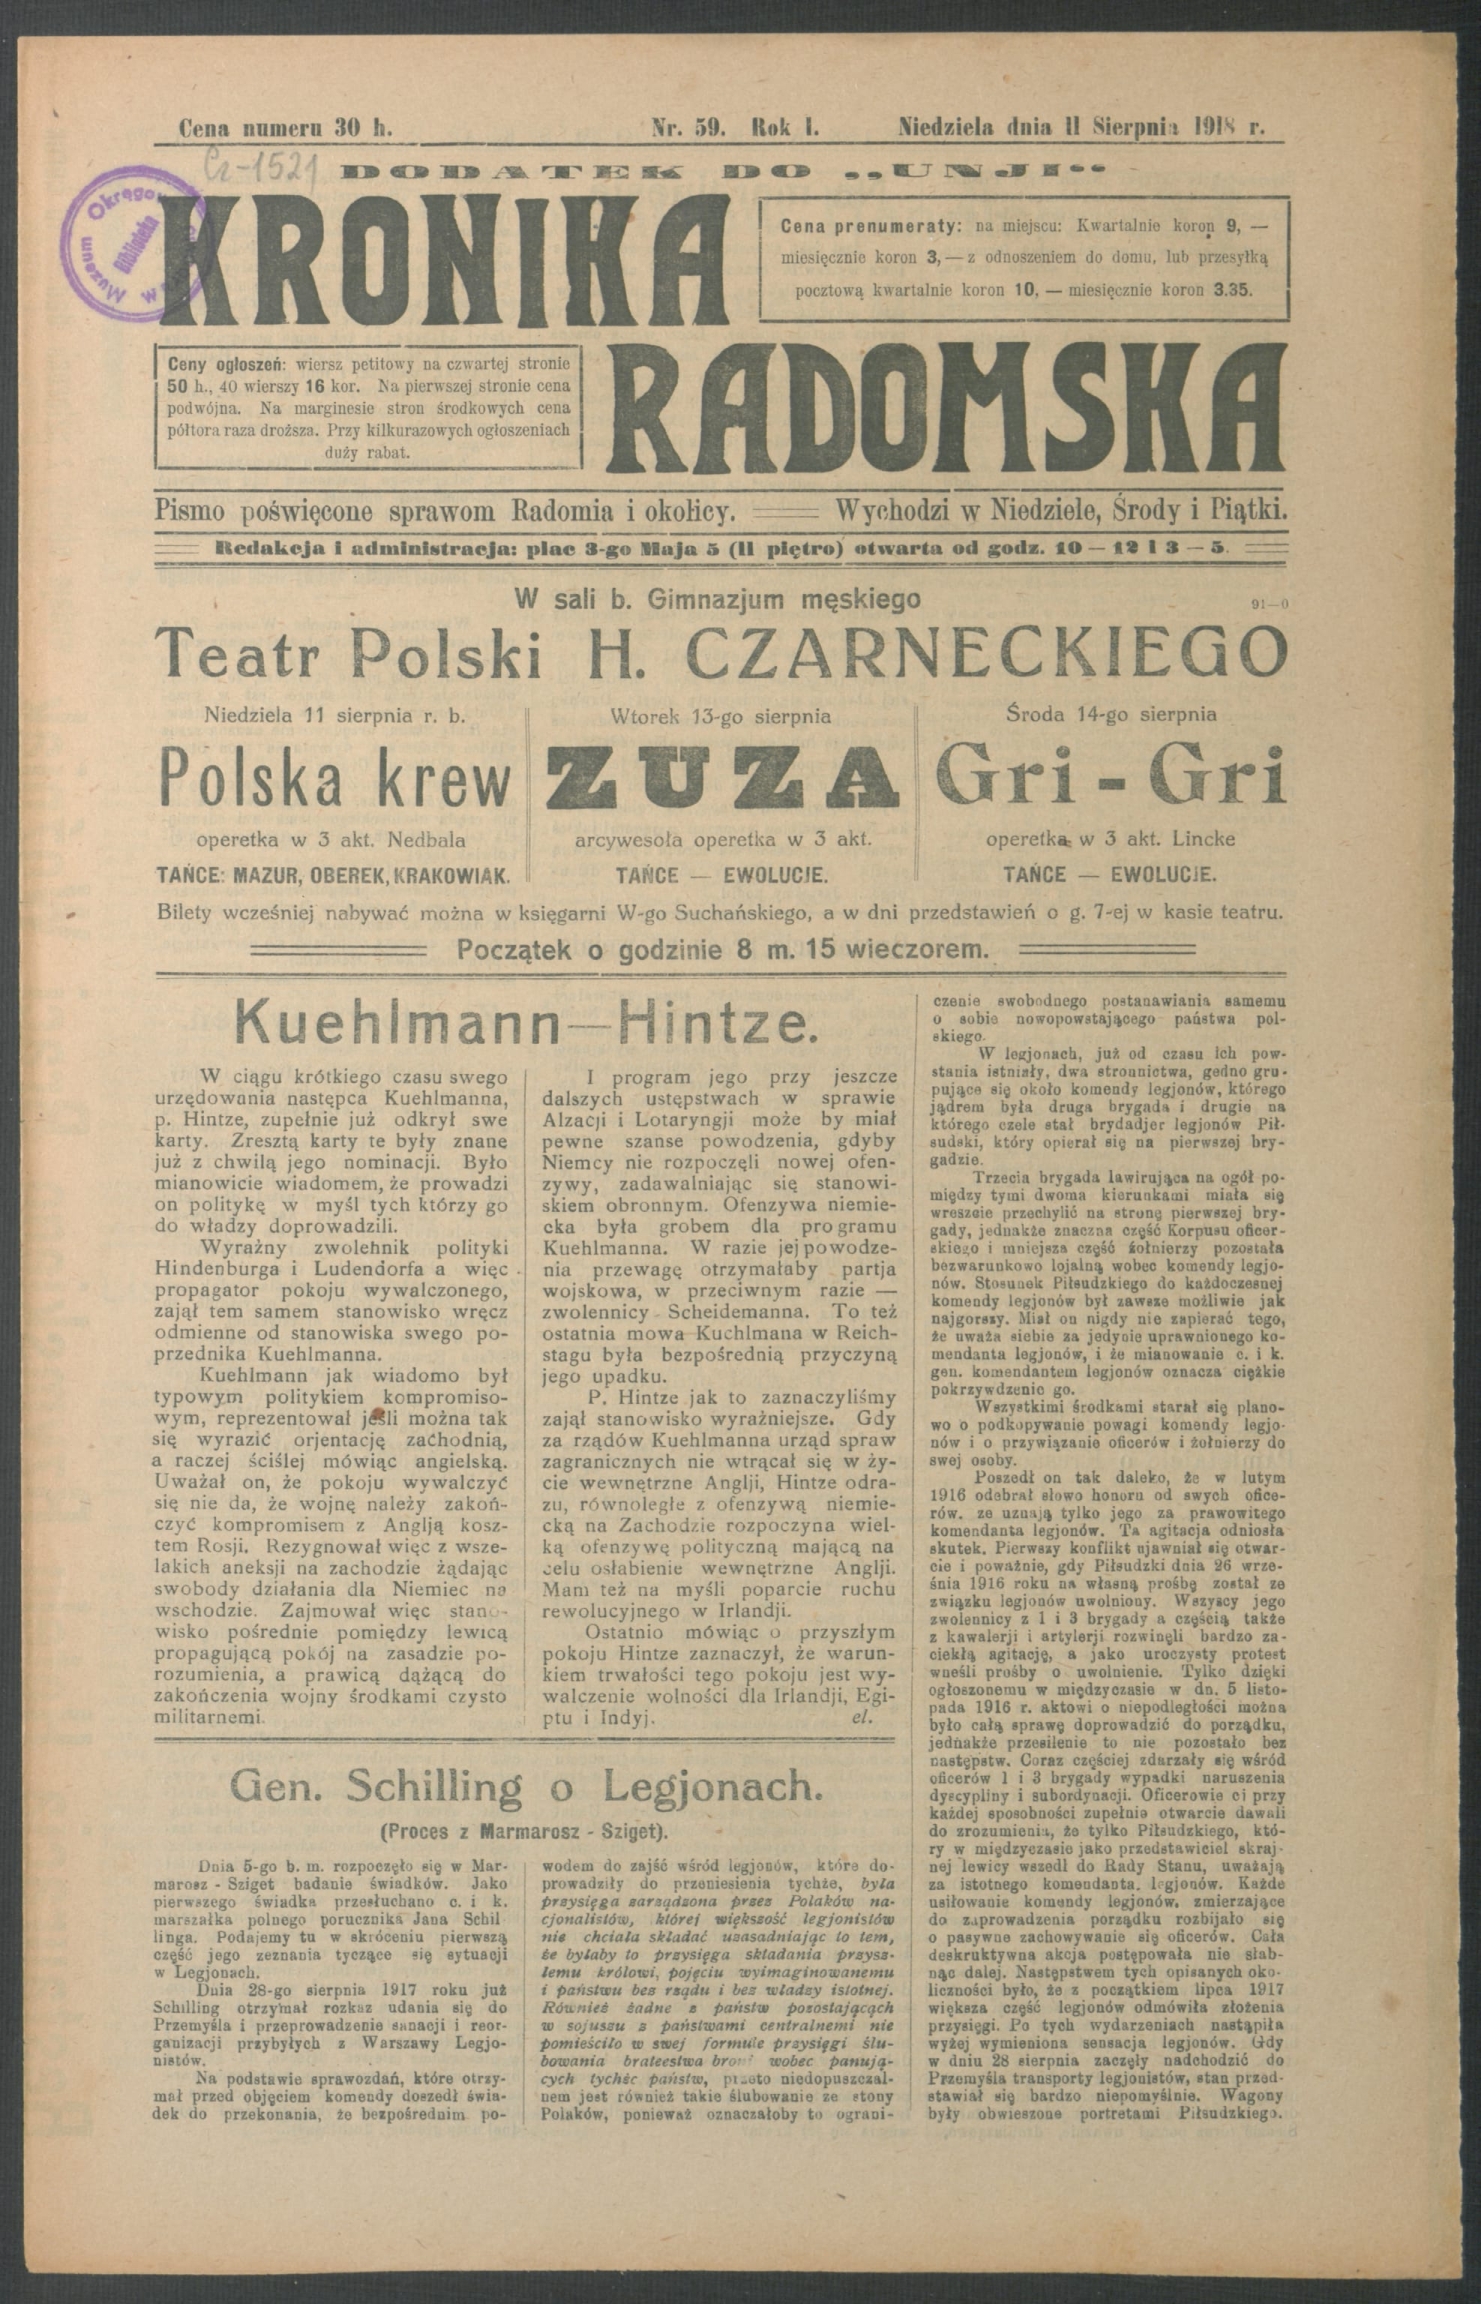 Cena numeru 30 h. Nr. 59. Rok I. Niedziela dnia 11 Sierpnia 1918 r.
Cz-1521
DODATEK DO „UNJI"
Okręgowe Muzeum
Biblioteka
KRONIKA
Cena prenumeraty: na miejscu: Kwartalnie koron 9, —
miesięcznie koron 3, — z odnoszeniem do domu, lub przesyłką
pocztową kwartalnie koron 10, — miesięcznie koron 3.35.
Ceny ogłoszeń: wiersz petitowy na czwartej stronie
50 h., 40 wierszy 16 kor. Na pierwszej stronie cena
podwójna. Na marginesie stron środkowych cena
półtora raza droższa. Przy kilkurazowych ogłoszeniach
duży rabat.
RADOMSKA
Pismo poświęcone sprawom Radomia i okolicy. Wychodzi w Niedziele, Środy i Piątki.
Redakcja i administracja: plac 3-go Maja 5 (II piętro) otwarta od godz. 10 — 12 i 3 — 5.
W sali b. Gimnazjum męskiego 91—0
Teatr Polski H. CZARNECKIEGO
Niedziela 11 sierpnia r. b.
Polska krew
operetka w 3 akt. Nedbala
TAŃCE: MAZUR, OBEREK, KRAKOWIAK.
Wtorek 13-go sierpnia
ZUZA
arcywesoła operetka w 3 akt.
TAŃCE — EWOLUCJE.
Środa 14-go sierpnia
Gri - Gri
operetka w 3 akt. Lincke
TAŃCE — EWOLUCJE.
Bilety wcześniej nabywać można w księgarni W-go Suchańskiego, a w dni przedstawień o g. 7-ej w kasie teatru.
Początek o godzinie 8 m. 15 wieczorem.
Kuehlmann—Hintze.
W ciągu krótkiego czasu swego
urzędowania następca Kuehlmanna,
p. Hintze, zupełnie już odkrył swe
karty. Zresztą karty te były znane
już z chwilą jego nominacji. Było
mianowicie wiadomem, że prowadzi
on politykę w myśl tych którzy go
do władzy doprowadzili.
Wyraźny zwolehnik polityki
Hindenburga i Ludendorfa a więc
propagator pokoju wywalczonego,
zajął tem samem stanowisko wręcz
odmienne od stanowiska swego po-
przednika Kuehlmanna.
Kuehlmann jak wiadomo był
typowym politykiem kompromiso-
wym, reprezentował jeśli można tak
się wyrazić orjentację zachodnią,
a raczej ściślej mówiąc angielską.
Uważał on, że pokoju wywalczyć
się nie da, że wojnę należy zakoń-
czyć kompromisem z Anglją kosz-
tem Rosji. Rezygnował więc z wsze-
lakich aneksji na zachodzie żądając
swobody działania dla Niemiec na
wschodzie. Zajmował więc stano-
wisko pośrednie pomiędzy lewicą
propagującą pokój na zasadzie po-
rozumienia, a prawicą dążącą do
zakończenia wojny środkami czysto
militarnemi.
I program jego przy jeszcze
dalszych ustępstwach w sprawie
Alzacji i Lotaryngji może by miał
pewne szanse powodzenia, gdyby
Niemcy nie rozpoczęli nowej ofen-
zywy, zadawalniając się stanowi-
skiem obronnym. Ofenzywa niemie-
cka była grobem dla programu
Kuehlmanna. W razie jej powodze-
nia przewagę otrzymałaby partja
wojskowa, w przeciwnym razie —
zwolennicy Scheidemanna. To też
ostatnia mowa Kuchlmana w Reich-
stagu była bezpośrednią przyczyną
jego upadku.
P. Hintze jak to zaznaczyliśmy
zajął stanowisko wyraźniejsze. Gdy
za rządów Kuehlmanna urząd spraw
zagranicznych nie wtrącał się w ży-
cie wewnętrzne Anglji, Hintze odra-
zu, równoległe z ofenzywą niemie-
cką na Zachodzie rozpoczyna wiel-
ką ofenzywę polityczną mającą na
celu osłabienie wewnętrzne Anglji.
Mam też na myśli poparcie ruchu
rewolucyjnego w Irlandji.
Ostatnio mówiąc o przyszłym
pokoju Hintze zaznaczył, że warun-
kiem trwałości tego pokoju jest wy-
walczenie wolności dla Irlandji, Egi-
ptu i Indyj. el.
Gen. Schilling o Legjonach.
(Proces z Marmarosz - Sziget).
Dnia 5-go b. m. rozpoczęło się w Mar-
marosz - Sziget badanie świadków. Jako
pierwszego świadka przesłuchano c. i k.
marszałka polnego porucznika Jana Schil
linga. Podajemy tu w skróceniu pierwszą
część jego zeznania tyczące się sytuacji
w Legjonach.
Dnia 28-go sierpnia 1917 roku już
Schilling otrzymał rozkaz udania się do
Przemyśla i przeprowadzenie sanacji i reor-
ganizacji przybyłych z Warszawy Legjo-
nistów.
Na podstawie sprawozdań, które otrzy-
mał przed objęciem komendy doszedł świa-
dek do przekonania, że bezpośrednim po-
wodem do zajść wśród legjonów, które do-
prowadziły do przeniesienia tychże, była
przysięga zarządzona przez Polaków na-
cjonalistów, której większość legjonistów
nie chciała składać uzasadniając to tem,
że byłaby to przysięga składania przysz-
łemu królowi, pojęciu wyimaginowanemu
i państwu bez rządu i bez władzy istotnej.
Również żadne z państw pozostających
w sojuszu z państwami centralnemi nie
pomieściło w swej formule przysięgi ślu-
bowania brateestwa broni wobec panują-
cych tychże państw, przeto niedopuszczal-
nem jest również takie ślubowanie ze stony
Polaków, ponieważ oznaczałoby to ograni-
czenie swobodnego postanawiania samemu
o sobie nowopowstającego państwa pol-
skiego.
W legjonach, już od czasu ich pow-
stania istniały, dwa stronnictwa, gedno gru-
pujące się około komendy legjonów, którego
jądrem była druga brygada i drugie na
którego czele stał brydadjer legjonów Pił-
sudski, który opierał się na pierwszej bry-
gadzie.
Trzecia brygada lawirująca na ogół po-
między tymi dwoma kierunkami miała się
wreszcie przechylić na stronę pierwszej bry-
gady, jednakże znaczna część Korpusu oficer-
skiego i mniejsza część żołnierzy pozostała
bezwarunkowo lojalną wobec komendy legjo-
nów. Stosunek Piłsudzkiego do każdoczesnej
komendy legjonów był zawsze możliwie jak
najgorszy. Miał on nigdy nie zapierać tego,
że uważa siebie za jedynie uprawnionego ko-
mendanta legjonów, i że mianowanie c. i k.
gen. komendantem legjonów oznacza ciężkie
pokrzywdzenie go.
Wszystkimi środkami starał się plano-
wo o podkopywanie powagi komendy legjo-
nów i o przywiązanie oficerów i żołnierzy do
swej osoby.
Poszedł on tak daleko, że w lutym
1916 odebrał słowo honoru od swych ofice-
rów, ze uznają tylko jego za prawowitego
komendanta legjonów. Ta agitacja odniosła
skutek. Pierwszy konflikt ujawniał się otwar-
cie i poważnie, gdy Piłsudzki dnia 26 wrze-
śnia 1916 roku na własną prośbę został ze
związku legjonów uwolniony. Wszyscy jego
zwolennicy z 1 i 3 brygady a częścią także
z kawalerji i artylerji rozwinęli bardzo za-
ciekłą agitację, a jako uroczysty protest
wnieśli prośby o uwolnienie. Tylko dzięki
ogłoszonemu w międzyczasie w dn. 5 listo-
pada 1916 r. aktowi o niepodległości można
było całą sprawę doprowadzić do porządku,
jednakże przesilenie to nie pozostało bez
następstw. Coraz częściej zdarzały się wśród
oficerów 1 i 3 brygady wypadki naruszenia
dyscypliny i subordynacji. Oficerowie ci przy
każdej sposobności zupełnie otwarcie dawali
do zrozumienia, że tylko Piłsudzkiego, któ-
ry w międzyczasie jako przedstawiciel skraj-
nej lewicy wszedł do Rady Stanu, uważają
za istotnego komendanta legjonów. Każde
usiłowanie komendy legjonów, zmierzające
do zaprowadzenia porządku rozbijało się
o pasywne zachowywanie się oficerów. Cała
deskruktywna akcja postępowała nie słab-
nąc dalej. Następstwem tych opisanych oko-
liczności było, że z początkiem lipca 1917
większa część legjonów odmówiła złożenia
przysięgi. Po tych wydarzeniach nastąpiła
wyżej wymieniona sensacja legjonów. Gdy
w dniu 28 sierpnia zaczęły nadchodzić do
Przemyśla transporty legjonistów, stan przed-
stawiał się bardzo niepomyślnie. Wagony
były obwieszone portretami Piłsudzkiego.